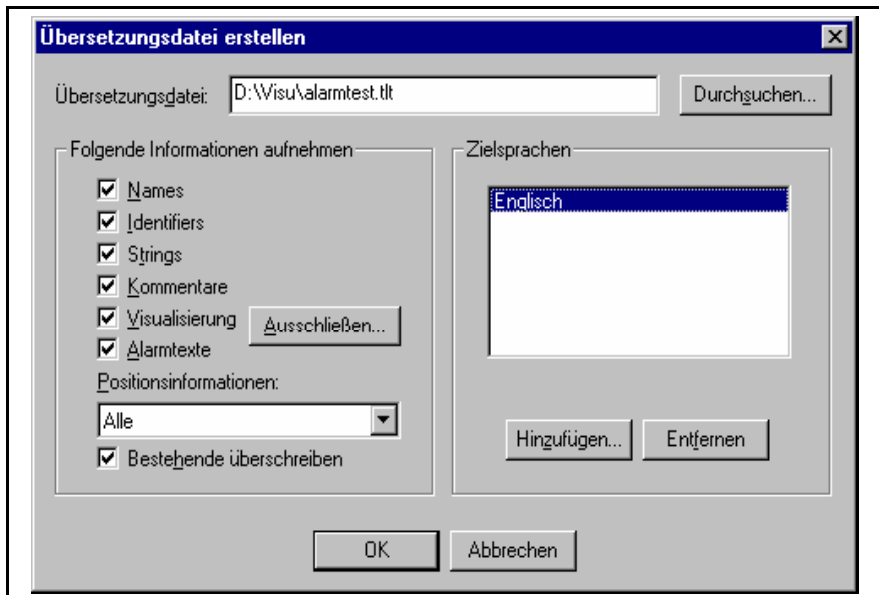 Übersetzungsdatei erstellen
Übersetzungsdatei: D:\Visu\alarmtest.tlt Durchsuchen...
Folgende Informationen aufnehmen
Names
Identifiers
Strings
Kommentare
Visualisierung Ausschließen...
Alarmtexte
Positionsinformationen:
Alle
Bestehende überschreiben
Zielsprachen
Englisch
Hinzufügen... Entfernen
OK Abbrechen